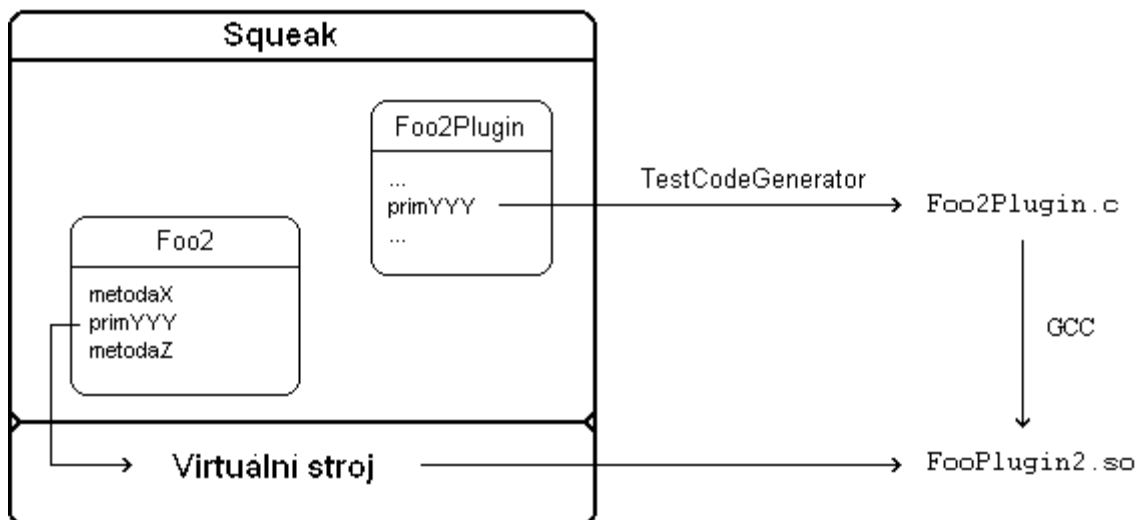 Squeak
Foo2Plugin
...
primYYY
...
TestCodeGenerator
Foo2Plugin.c
Foo2
metodaX
primYYY
metodaZ
GCC
Virtuální stroj
FooPlugin2.so